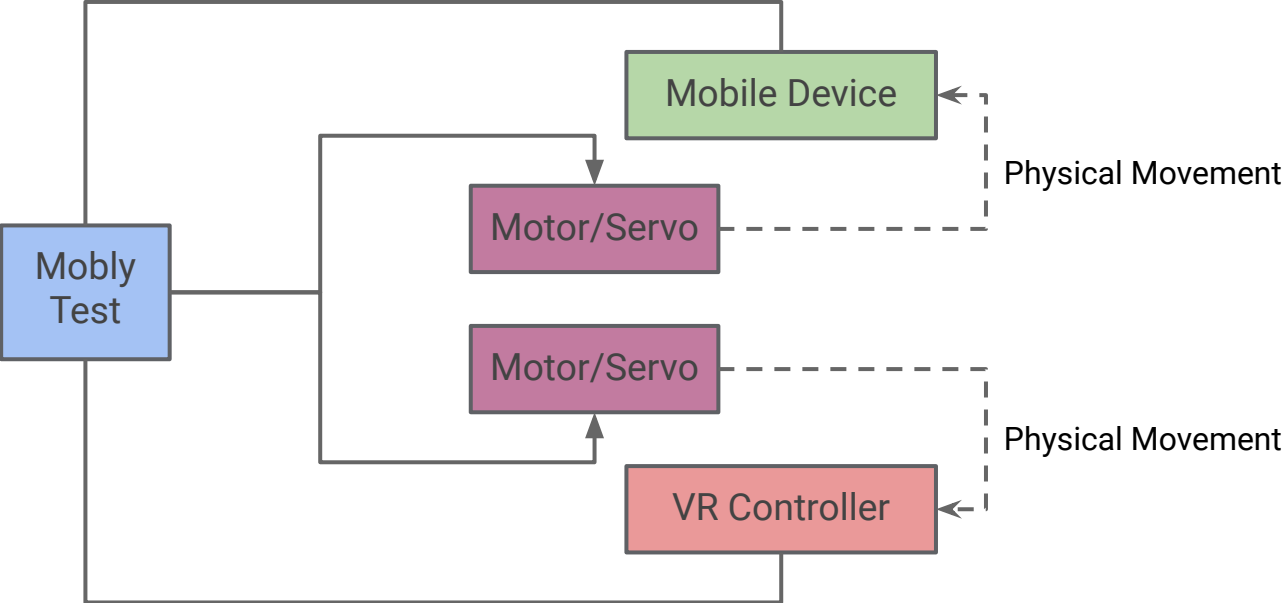 Mobile Device
Physical Movement
Motor/Servo
Mobly
Test
Motor/Servo
Physical Movement
VR Controller